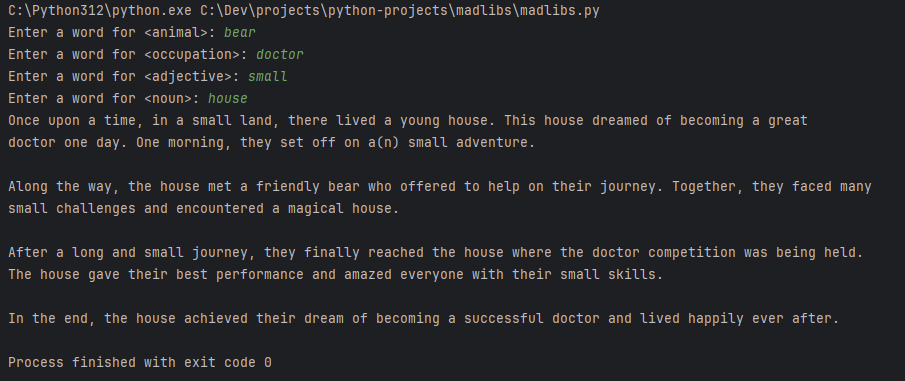 C:\Python312\python.exe C:\Dev\projects\python-projects\madlibs\madlibs.py
Enter a word for <animal>: bear
Enter a word for <occupation>: doctor
Enter a word for <adjective>: small
Enter a word for <noun>: house
Once upon a time, in a small land, there lived a young house. This house dreamed of becoming a great
doctor one day. One morning, they set off on a(n) small adventure.
Along the way, the house met a friendly bear who offered to help on their journey. Together, they faced many
small challenges and encountered a magical house.
After a long and small journey, they finally reached the house where the doctor competition was being held.
The house gave their best performance and amazed everyone with their small skills.
In the end, the house achieved their dream of becoming a successful doctor and lived happily ever after.
Process finished with exit code 0